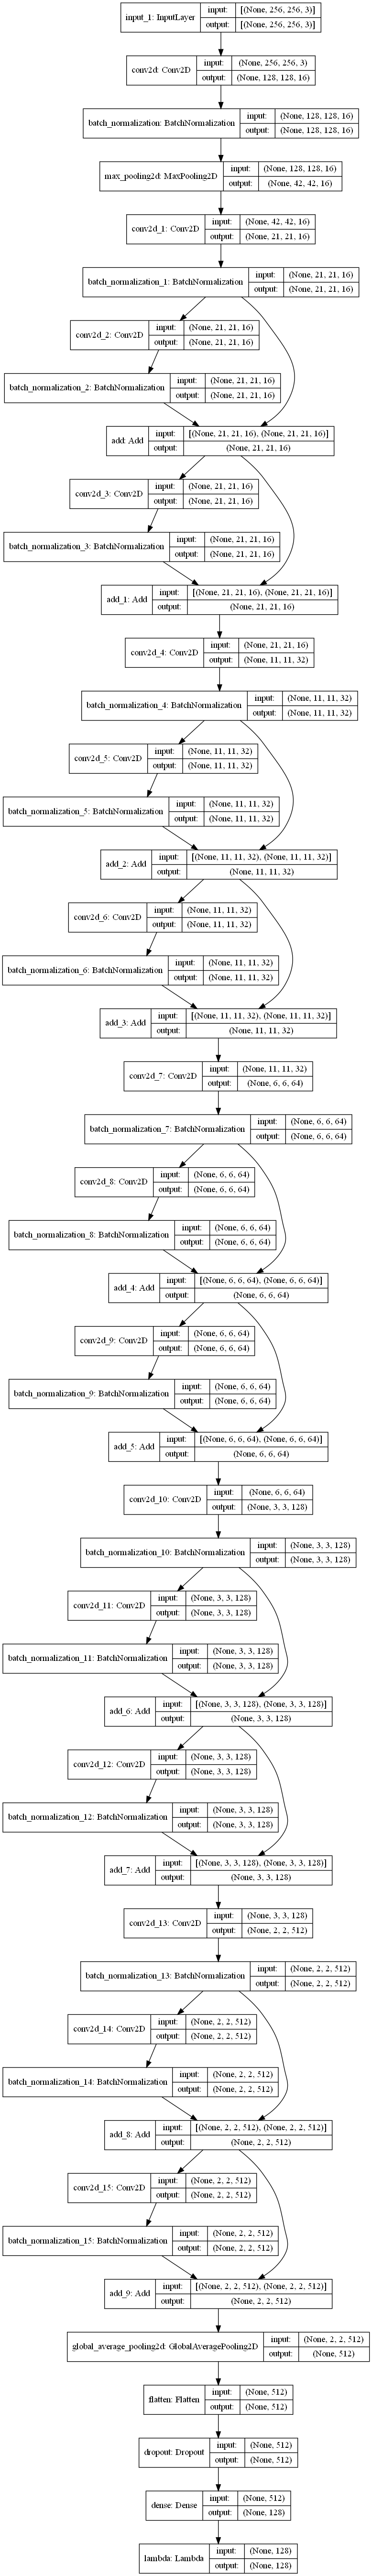 input_1: InputLayer input: [(None, 256, 256, 3)]
output: [(None, 256, 256, 3)]
conv2d: Conv2D input: (None, 256, 256, 3)
output: (None, 128, 128, 16)
batch_normalization: BatchNormalization input: (None, 128, 128, 16)
output: (None, 128, 128, 16)
max_pooling2d: MaxPooling2D input: (None, 128, 128, 16)
output: (None, 42, 42, 16)
conv2d_1: Conv2D input: (None, 42, 42, 16)
output: (None, 21, 21, 16)
batch_normalization_1: BatchNormalization input: (None, 21, 21, 16)
output: (None, 21, 21, 16)
conv2d_2: Conv2D input: (None, 21, 21, 16)
output: (None, 21, 21, 16)
batch_normalization_2: BatchNormalization input: (None, 21, 21, 16)
output: (None, 21, 21, 16)
add: Add input: [(None, 21, 21, 16), (None, 21, 21, 16)]
output: (None, 21, 21, 16)
conv2d_3: Conv2D input: (None, 21, 21, 16)
output: (None, 21, 21, 16)
batch_normalization_3: BatchNormalization input: (None, 21, 21, 16)
output: (None, 21, 21, 16)
add_1: Add input: [(None, 21, 21, 16), (None, 21, 21, 16)]
output: (None, 21, 21, 16)
conv2d_4: Conv2D input: (None, 21, 21, 16)
output: (None, 11, 11, 32)
batch_normalization_4: BatchNormalization input: (None, 11, 11, 32)
output: (None, 11, 11, 32)
conv2d_5: Conv2D input: (None, 11, 11, 32)
output: (None, 11, 11, 32)
batch_normalization_5: BatchNormalization input: (None, 11, 11, 32)
output: (None, 11, 11, 32)
add_2: Add input: [(None, 11, 11, 32), (None, 11, 11, 32)]
output: (None, 11, 11, 32)
conv2d_6: Conv2D input: (None, 11, 11, 32)
output: (None, 11, 11, 32)
batch_normalization_6: BatchNormalization input: (None, 11, 11, 32)
output: (None, 11, 11, 32)
add_3: Add input: [(None, 11, 11, 32), (None, 11, 11, 32)]
output: (None, 11, 11, 32)
conv2d_7: Conv2D input: (None, 11, 11, 32)
output: (None, 6, 6, 64)
batch_normalization_7: BatchNormalization input: (None, 6, 6, 64)
output: (None, 6, 6, 64)
conv2d_8: Conv2D input: (None, 6, 6, 64)
output: (None, 6, 6, 64)
batch_normalization_8: BatchNormalization input: (None, 6, 6, 64)
output: (None, 6, 6, 64)
add_4: Add input: [(None, 6, 6, 64), (None, 6, 6, 64)]
output: (None, 6, 6, 64)
conv2d_9: Conv2D input: (None, 6, 6, 64)
output: (None, 6, 6, 64)
batch_normalization_9: BatchNormalization input: (None, 6, 6, 64)
output: (None, 6, 6, 64)
add_5: Add input: [(None, 6, 6, 64), (None, 6, 6, 64)]
output: (None, 6, 6, 64)
conv2d_10: Conv2D input: (None, 6, 6, 64)
output: (None, 3, 3, 128)
batch_normalization_10: BatchNormalization input: (None, 3, 3, 128)
output: (None, 3, 3, 128)
conv2d_11: Conv2D input: (None, 3, 3, 128)
output: (None, 3, 3, 128)
batch_normalization_11: BatchNormalization input: (None, 3, 3, 128)
output: (None, 3, 3, 128)
add_6: Add input: [(None, 3, 3, 128), (None, 3, 3, 128)]
output: (None, 3, 3, 128)
conv2d_12: Conv2D input: (None, 3, 3, 128)
output: (None, 3, 3, 128)
batch_normalization_12: BatchNormalization input: (None, 3, 3, 128)
output: (None, 3, 3, 128)
add_7: Add input: [(None, 3, 3, 128), (None, 3, 3, 128)]
output: (None, 3, 3, 128)
conv2d_13: Conv2D input: (None, 3, 3, 128)
output: (None, 2, 2, 512)
batch_normalization_13: BatchNormalization input: (None, 2, 2, 512)
output: (None, 2, 2, 512)
conv2d_14: Conv2D input: (None, 2, 2, 512)
output: (None, 2, 2, 512)
batch_normalization_14: BatchNormalization input: (None, 2, 2, 512)
output: (None, 2, 2, 512)
add_8: Add input: [(None, 2, 2, 512), (None, 2, 2, 512)]
output: (None, 2, 2, 512)
conv2d_15: Conv2D input: (None, 2, 2, 512)
output: (None, 2, 2, 512)
batch_normalization_15: BatchNormalization input: (None, 2, 2, 512)
output: (None, 2, 2, 512)
add_9: Add input: [(None, 2, 2, 512), (None, 2, 2, 512)]
output: (None, 2, 2, 512)
global_average_pooling2d: GlobalAveragePooling2D input: (None, 2, 2, 512)
output: (None, 512)
flatten: Flatten input: (None, 512)
output: (None, 512)
dropout: Dropout input: (None, 512)
output: (None, 512)
dense: Dense input: (None, 512)
output: (None, 128)
lambda: Lambda input: (None, 128)
output: (None, 128)